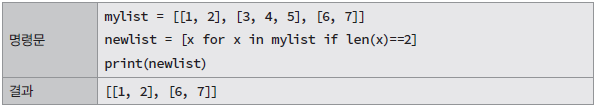 명령문
mylist = [[1, 2], [3, 4, 5], [6, 7]]
newlist = [x for x in mylist if len(x)==2]
print(newlist)
결과
[[1, 2], [6, 7]]